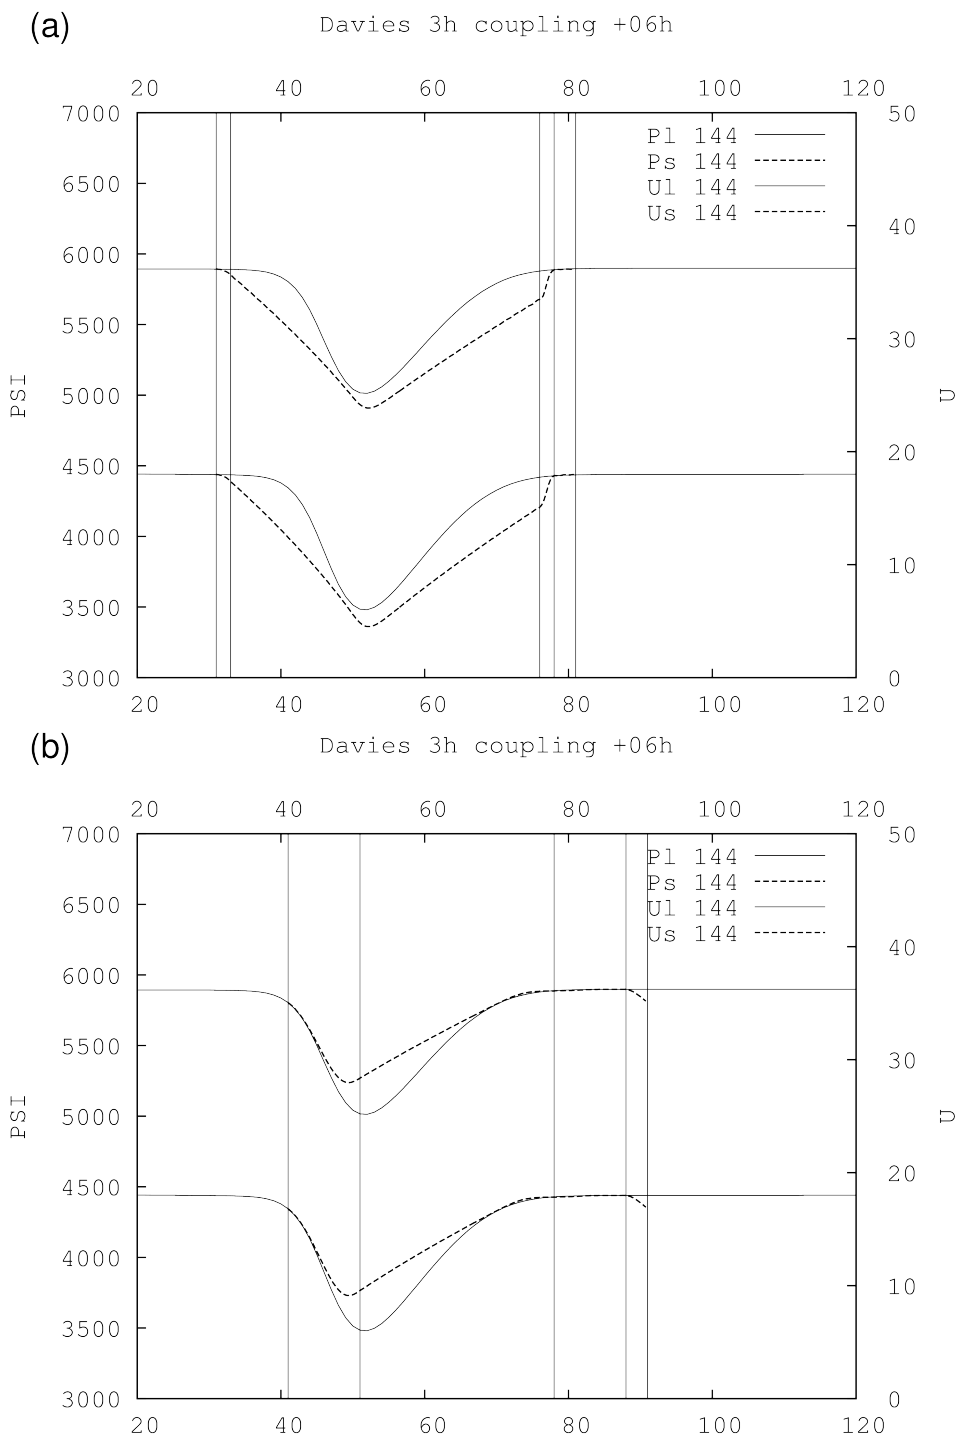 (a)
Davies 3h coupling +06h
20 40 60 80 100 120
7000 50
Pl 144
Ps 144
6500
Ul 144
Us 144
40
6000
5500
30
PSI 5000 U
4500 20
4000
10
3500
3000 0
20 40 60 80 100 120
(b)
Davies 3h coupling +06h
20 40 60 80 100 120
7000 50
Pl 144
Ps 144
6500
Ul 144
Us 144
40
6000
5500
30
PSI 5000 U
4500 20
4000
10
3500
3000 0
20 40 60 80 100 120